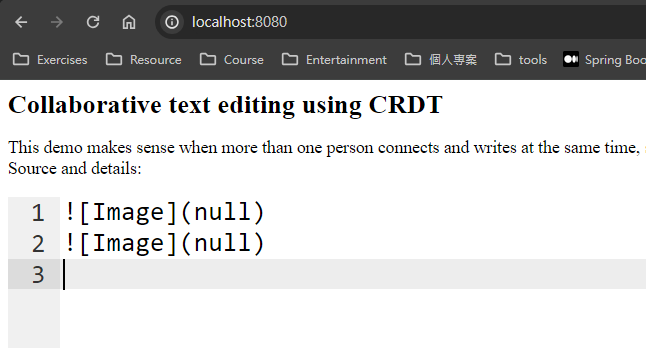 localhost:8080
Exercises Resource Course Entertainment 個人專案 tools Spring Boo
Collaborative text editing using CRDT
This demo makes sense when more than one person connects and writes at the same time,
Source and details:
1 ![Image](null)
2 ![Image](null)
3